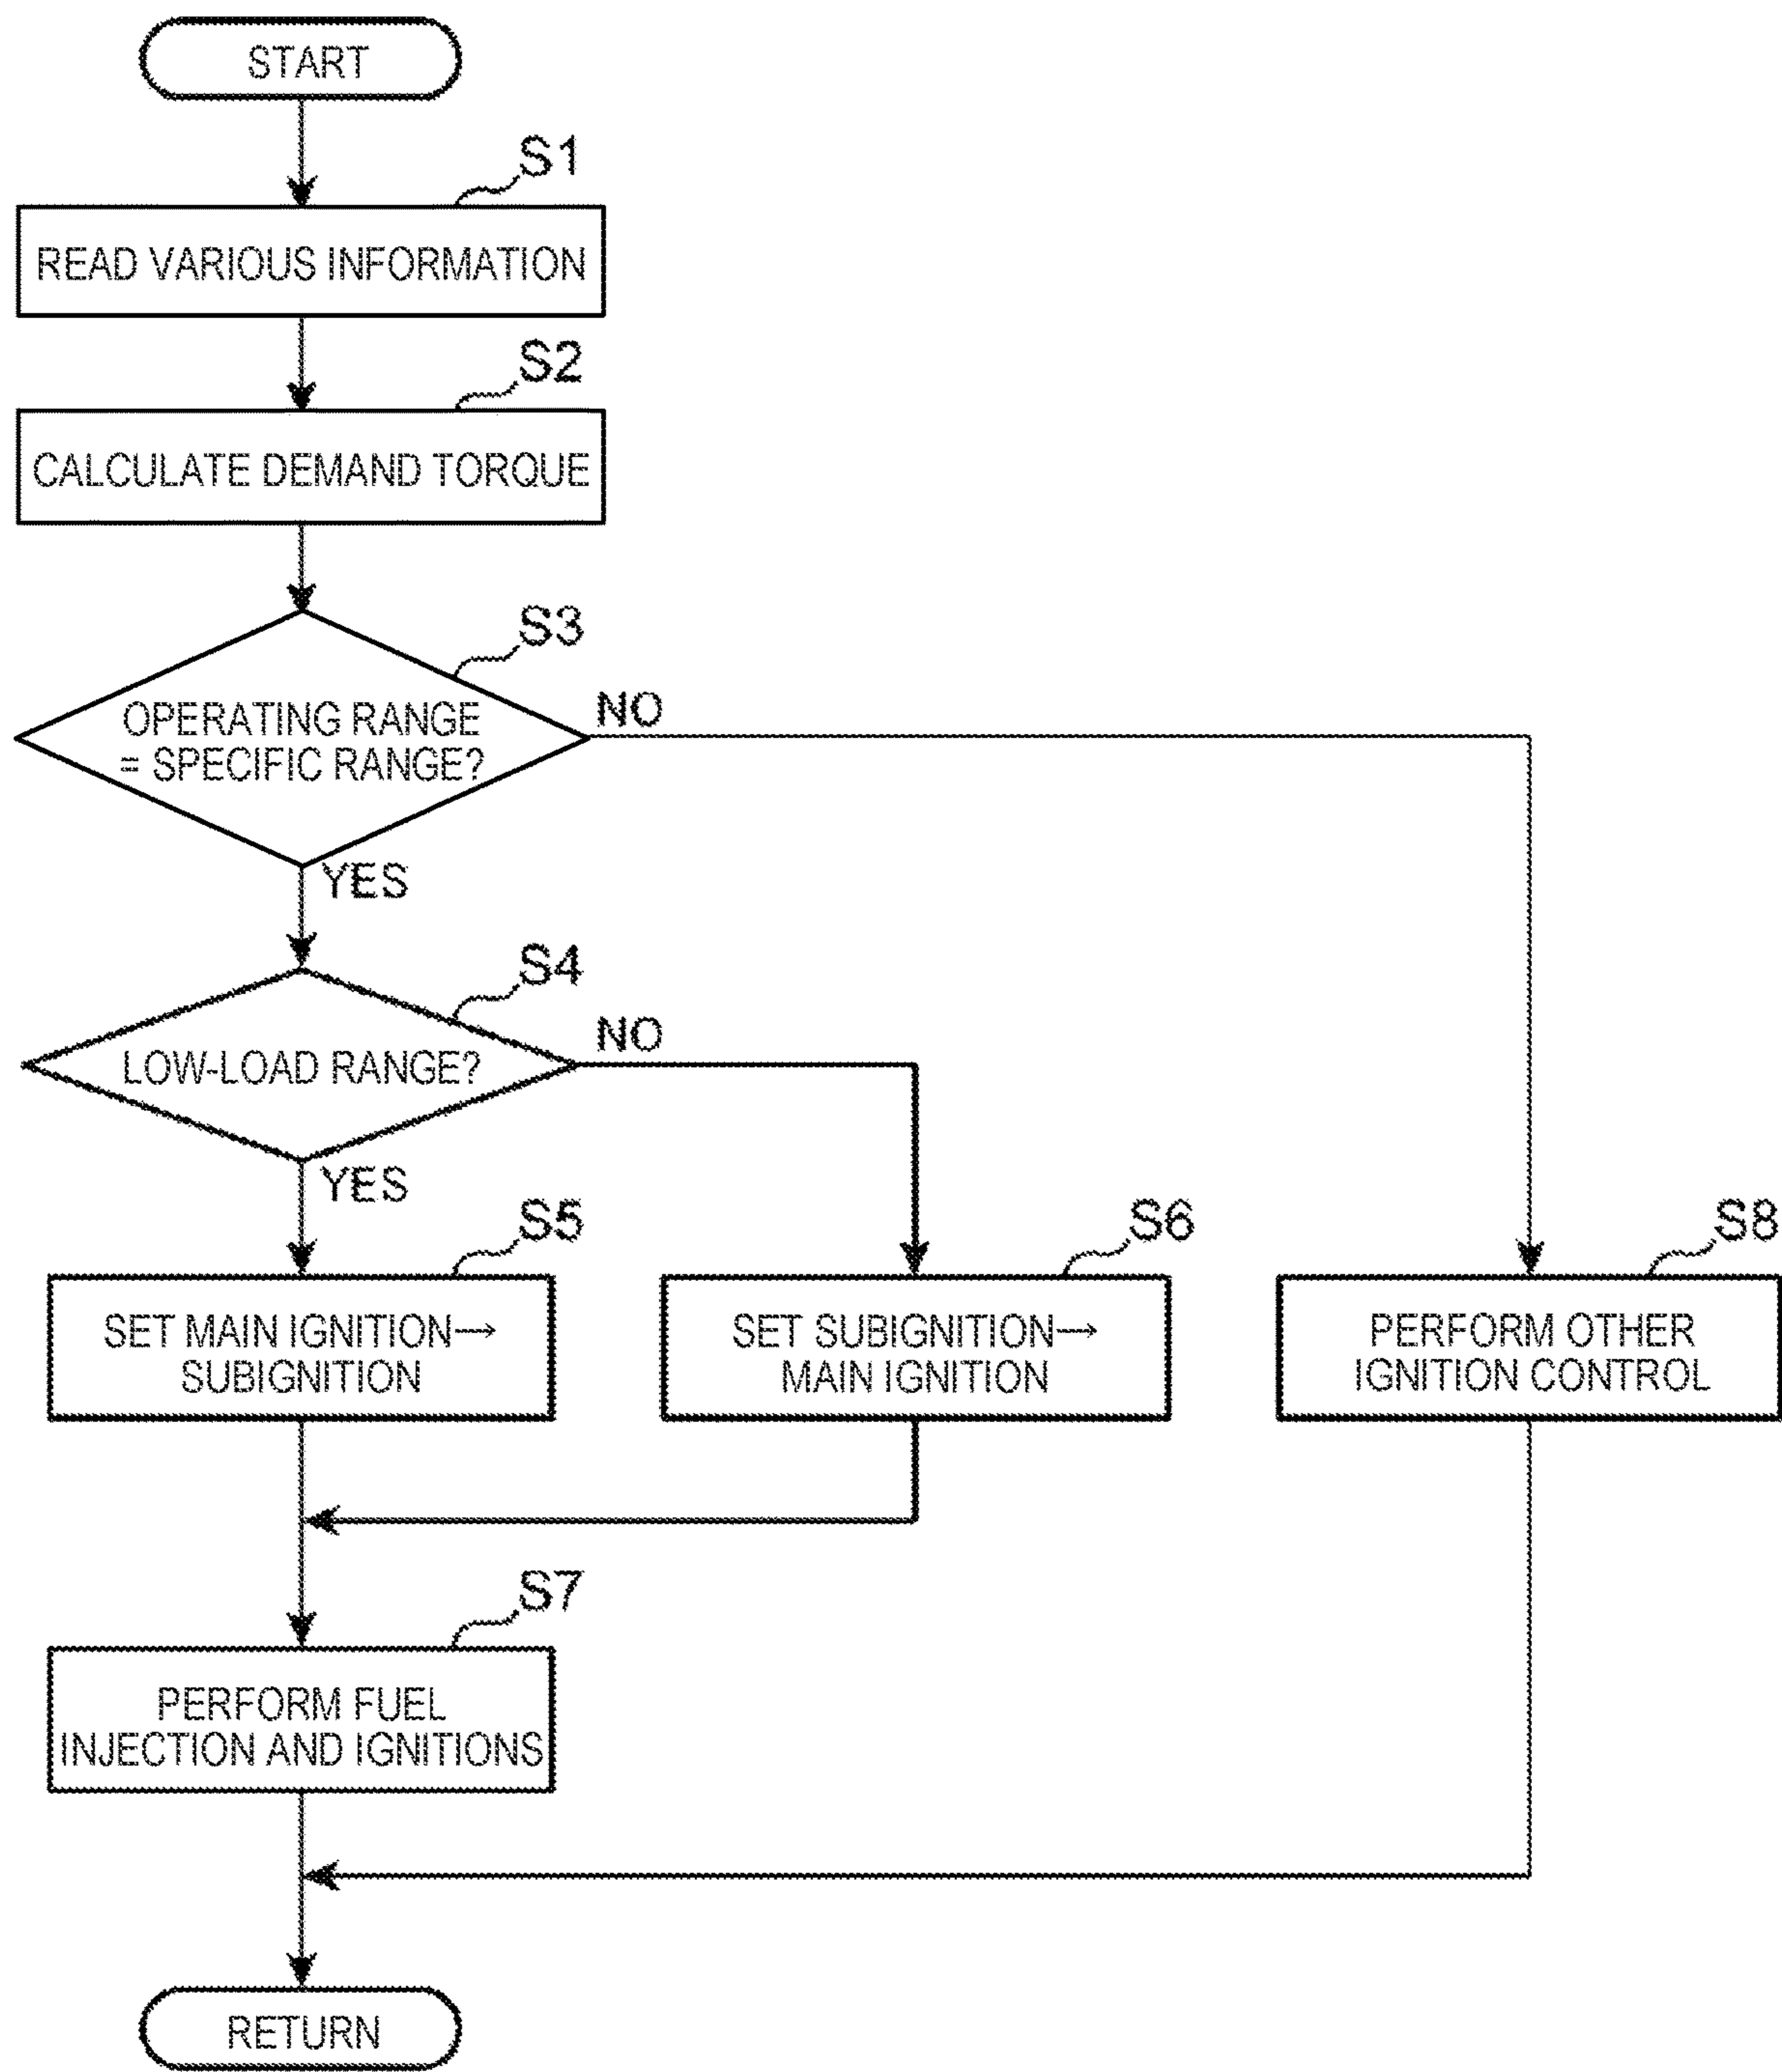 START
S1
READ VARIOUS INFORMATION
S2
CALCULATE DEMAND TORQUE
S3
OPERATING RANGE
= SPECIFIC RANGE?
NO
YES
S4
LOW-LOAD RANGE?
NO
YES
S5
SET MAIN IGNITION→
SUBIGNITION
S6
SET SUBIGNITION→
MAIN IGNITION
S8
PERFORM OTHER
IGNITION CONTROL
S7
PERFORM FUEL
INJECTION AND IGNITIONS
RETURN